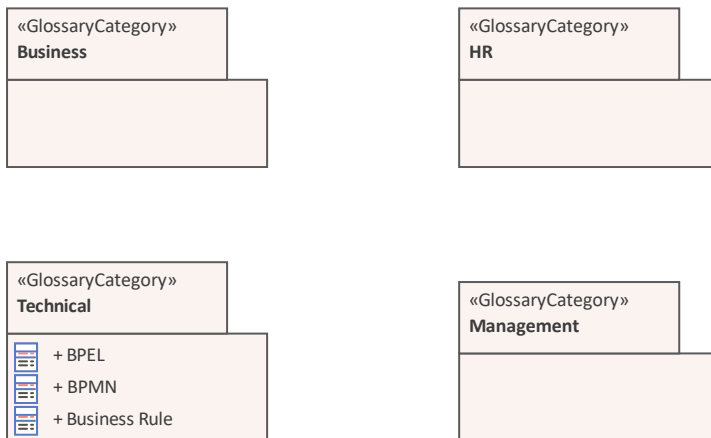 «GlossaryCategory»
Business
«GlossaryCategory»
HR
«GlossaryCategory»
Technical
+ BPEL
+ BPMN
+ Business Rule
«GlossaryCategory»
Management